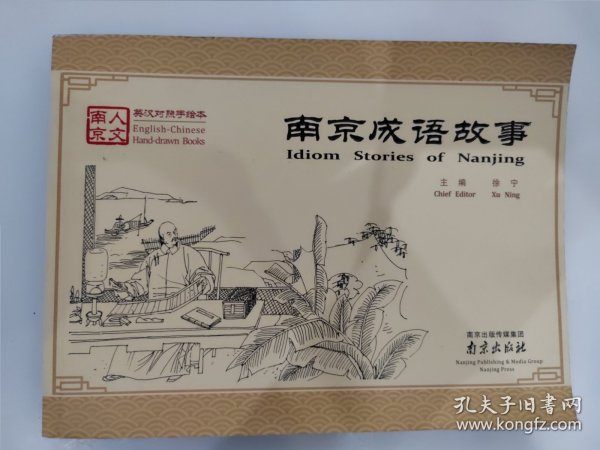 人文
南京
英汉对照手绘本
English-Chinese
Hand-drawn Books
南京成语故事
Idiom Stories of Nanjing
主编 徐宁
Chief Editor Xu Ning
南京出版传媒集团
南京出版社
Nanjing Publishing & Media Group
Nanjing Press
孔夫子旧书网
www.kongfz.com